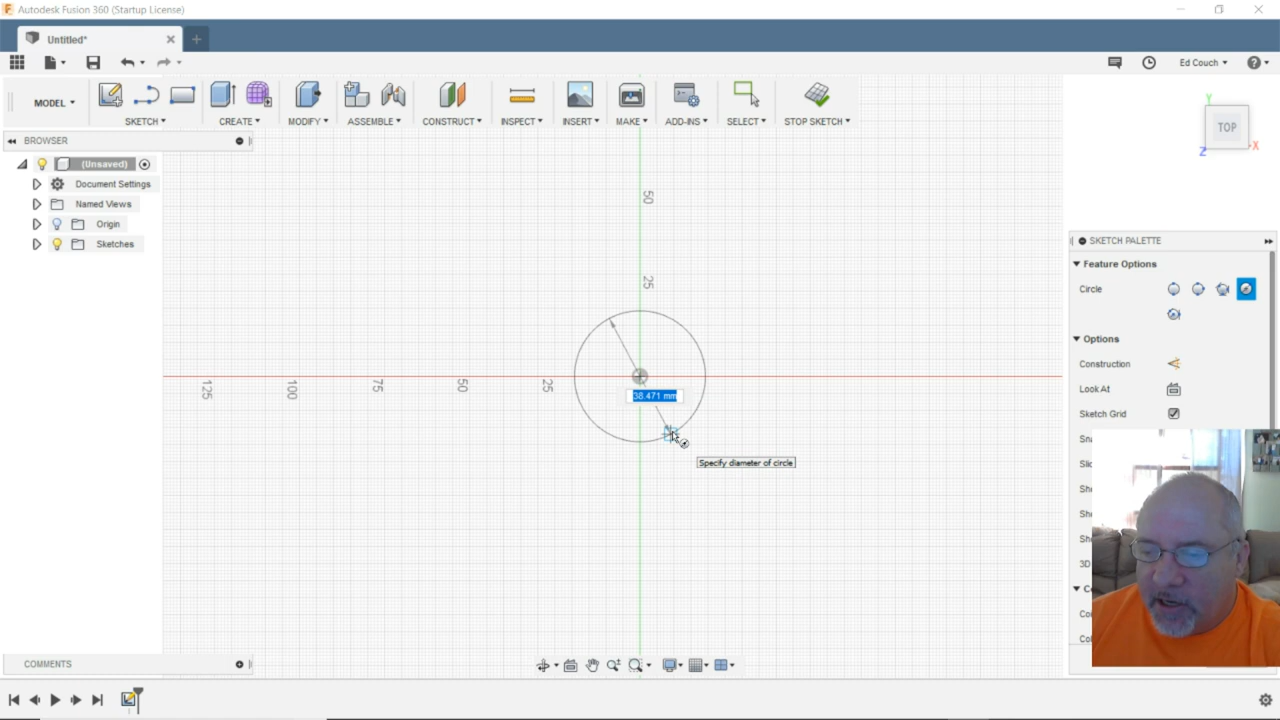 Autodesk Fusion 360 (Startup License)
Untitled*
Ed Couch
MODEL
SKETCH
CREATE
MODIFY
ASSEMBLE
CONSTRUCT
INSPECT
INSERT
MAKE
ADD-INS
SELECT
STOP SKETCH
BROWSER
(Unsaved)
Document Settings
Named Views
Origin
Sketches
Y
TOP
X
Z
50
25
125
100
75
50
25
38.471 mm
Specify diameter of circle
SKETCH PALETTE
Feature Options
Circle
Options
Construction
Look At
Sketch Grid
3D
COMMENTS